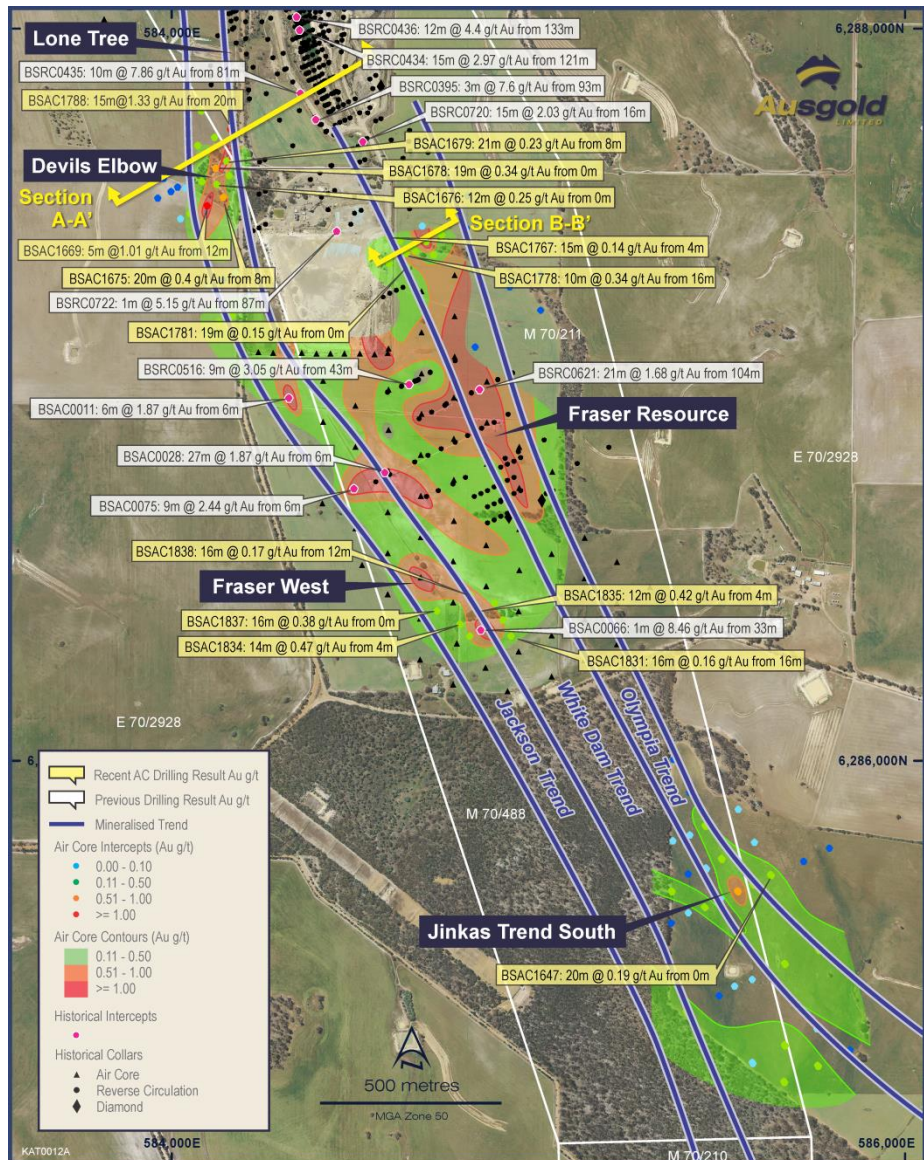 584,000E
6,288,000N
Lone Tree
BSRC0436: 12m @ 4.4 g/t Au from 133m
BSRC0434: 15m @ 2.97 g/t Au from 121m
BSRC0435: 10m @ 7.86 g/t Au from 81m
BSRC0395: 3m @ 7.6 g/t Au from 93m
BSAC1788: 15m@1.33 g/t Au from 20m
BSRC0720: 15m @ 2.03 g/t Au from 16m
Ausgold
LIMITED
BSAC1679: 21m @ 0.23 g/t Au from 8m
Devils Elbow
BSAC1678: 19m @ 0.34 g/t Au from 0m
Section
A-A'
BSAC1676: 12m @ 0.25 g/t Au from 0m
Section B-B'
BSAC1669: 5m @1.01 g/t Au from 12m
BSAC1767: 15m @ 0.14 g/t Au from 4m
BSAC1675: 20m @ 0.4 g/t Au from 8m
BSAC1778: 10m @ 0.34 g/t Au from 16m
BSRC0722: 1m @ 5.15 g/t Au from 87m
BSAC1781: 19m @ 0.15 g/t Au from 0m
M 70/211
BSRC0516: 9m @ 3.05 g/t Au from 43m
BSRC0621: 21m @ 1.68 g/t Au from 104m
BSAC0011: 6m @ 1.87 g/t Au from 6m
Fraser Resource
BSAC0028: 27m @ 1.87 g/t Au from 6m
E 70/2928
BSAC0075: 9m @ 2.44 g/t Au from 6m
BSAC1838: 16m @ 0.17 g/t Au from 12m
Fraser West
BSAC1835: 12m @ 0.42 g/t Au from 4m
BSAC1837: 16m @ 0.38 g/t Au from 0m
BSAC0066: 1m @ 8.46 g/t Au from 33m
BSAC1834: 14m @ 0.47 g/t Au from 4m
BSAC1831: 16m @ 0.16 g/t Au from 16m
Jackson Trend
White Dam Trend
Olympia Trend
E 70/2928
6,286,000N
M 70/488
Jinkas Trend South
BSAC1647: 20m @ 0.19 g/t Au from 0m
Recent AC Drilling Result Au g/t
Previous Drilling Result Au g/t
Mineralised Trend
Air Core Intercepts (Au g/t)
0.00 - 0.10
0.11 - 0.50
0.51 - 1.00
>= 1.00
Air Core Contours (Au g/t)
0.11 - 0.50
0.51 - 1.00
>= 1.00
Historical Intercepts
Historical Collars
Air Core
Reverse Circulation
Diamond
500 metres
*MGA Zone 50
KAT0012A
584,000E
M 70/210
586,000E